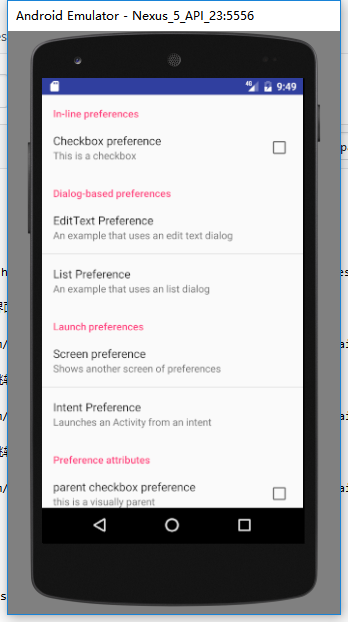 Android Emulator - Nexus_5_API_23:5556
9:49
In-line preferences
Checkbox preference
This is a checkbox
Dialog-based preferences
EditText Preference
An example that uses an edit text dialog
List Preference
An example that uses an list dialog
Launch preferences
Screen preference
Shows another screen of preferences
Intent Preference
Launches an Activity from an intent
Preference attributes
parent checkbox preference
this is a visually parent